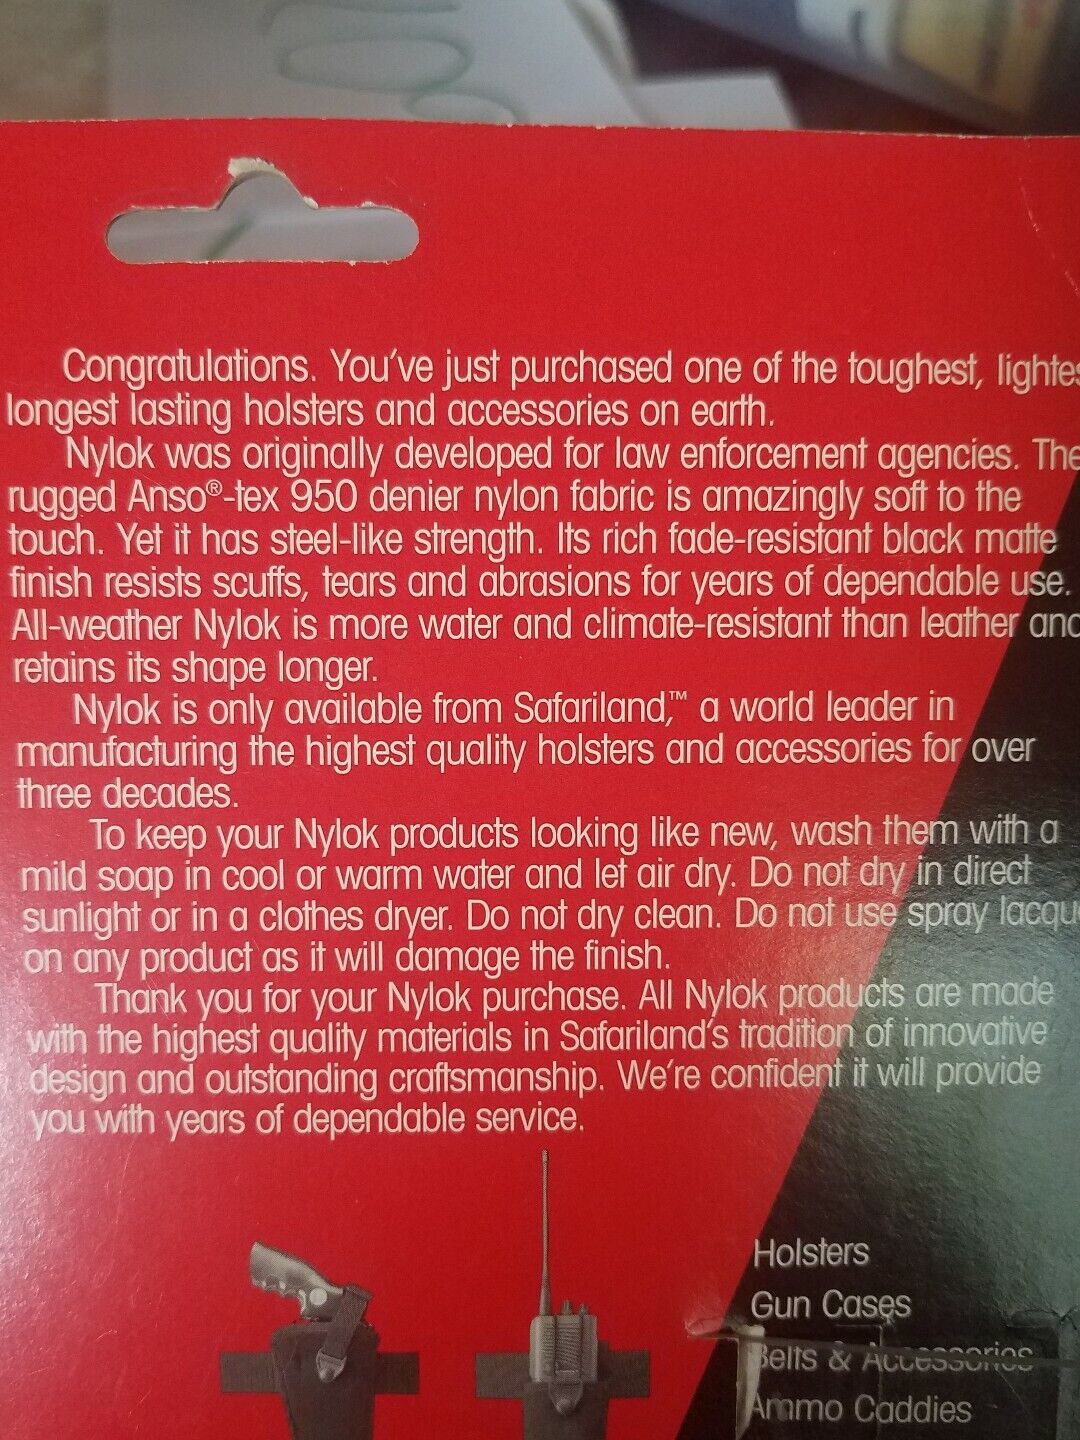 Congratulations. You've just purchased one of the toughest, lightes
longest lasting holsters and accessories on earth.
Nylok was originally developed for law enforcement agencies. The
rugged Anso®-tex 950 denier nylon fabric is amazingly soft to the
touch. Yet it has steel-like strength. Its rich fade-resistant black matte
finish resists scuffs, tears and abrasions for years of dependable use.
All-weather Nylok is more water and climate-resistant than leather and
retains its shape longer.
Nylok is only available from Safariland,™ a world leader in
manufacturing the highest quality holsters and accessories for over
three decades.
To keep your Nylok products looking like new, wash them with a
mild soap in cool or warm water and let air dry. Do not dry in direct
sunlight or in a clothes dryer. Do not dry clean. Do not use spray lacqu
on any product as it will damage the finish.
Thank you for your Nylok purchase. All Nylok products are made
with the highest quality materials in Safariland's tradition of innovative
design and outstanding craftsmanship. We're confident it will provide
you with years of dependable service.
Holsters
Gun Cases
Belts & Accessories
Ammo Caddies